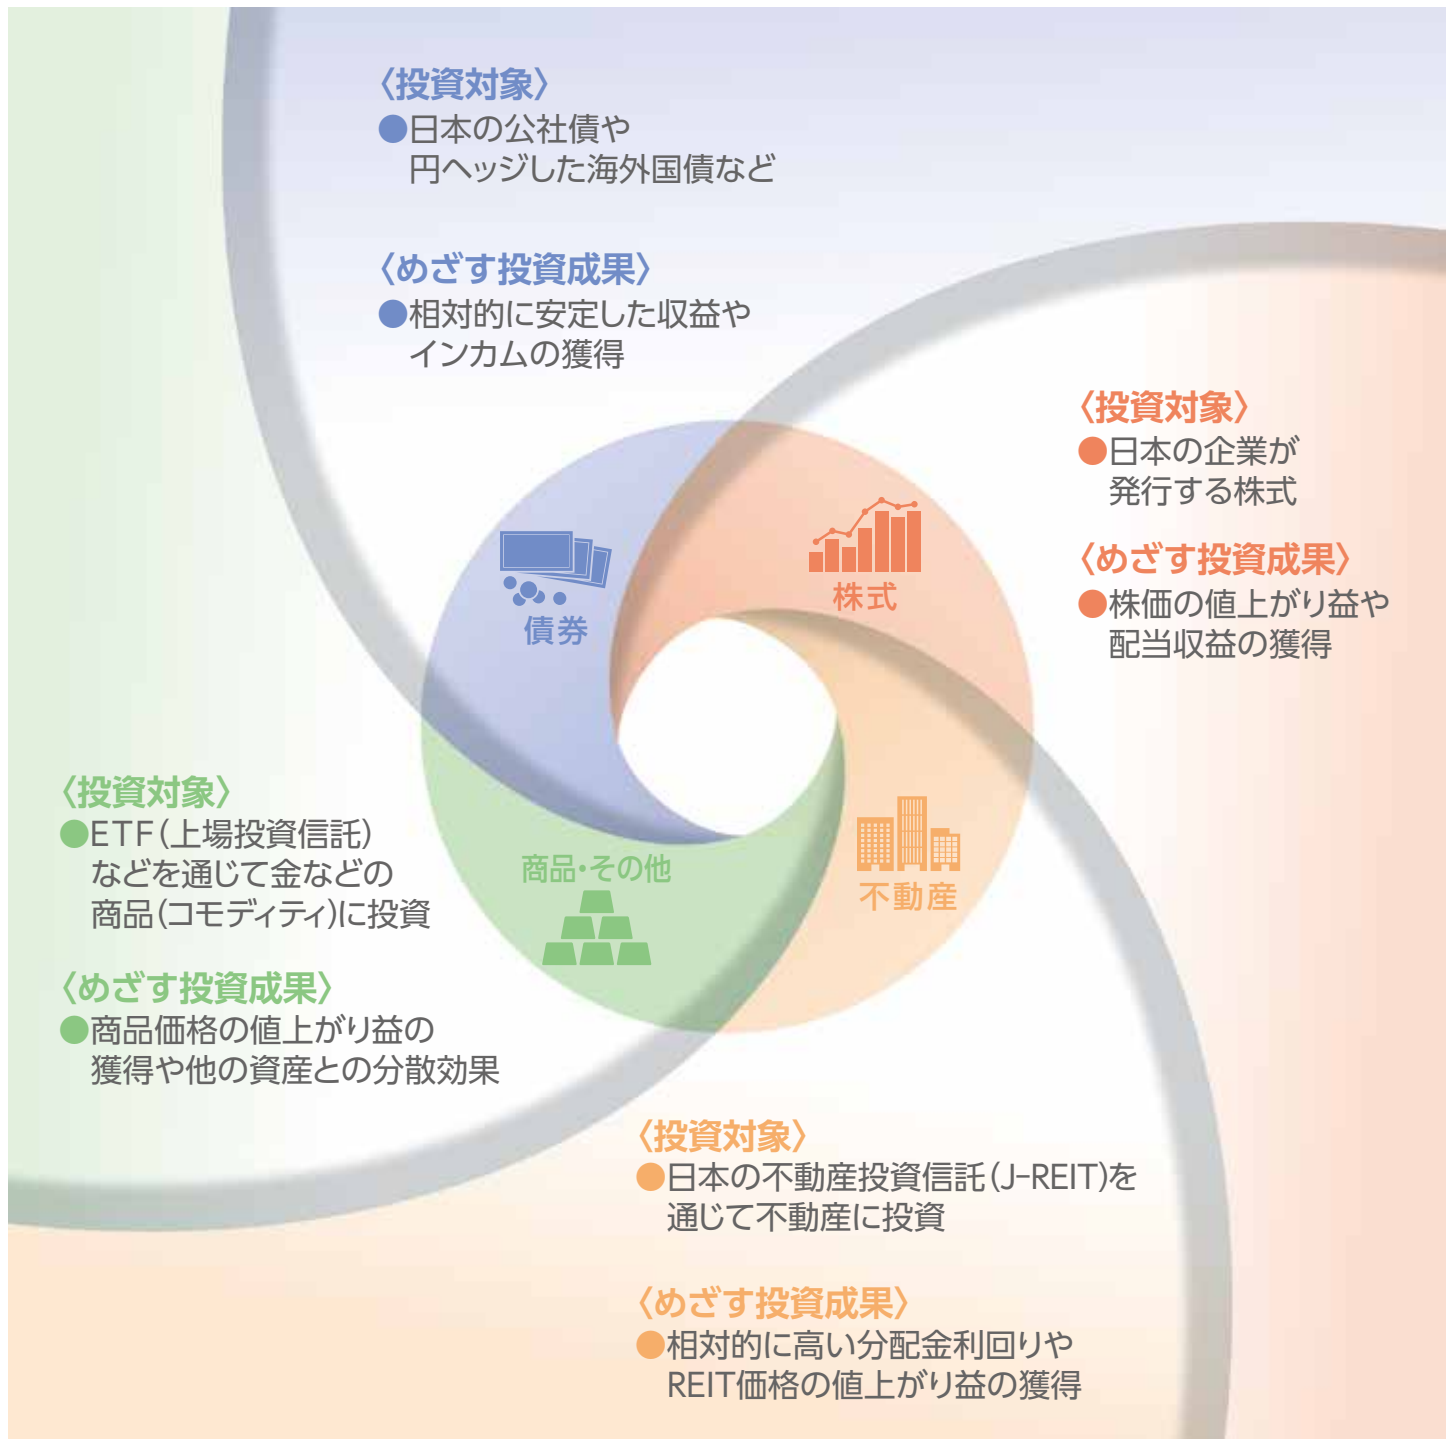 〈投資対象〉
●日本の公社債や
円ヘッジした海外国債など
〈めざす投資成果〉
●相対的に安定した収益や
インカムの獲得
〈投資対象〉
●日本の企業が
発行する株式
〈めざす投資成果〉
●株価の値上がり益や
配当収益の獲得
債券
株式
商品・その他
不動産
〈投資対象〉
●ETF(上場投資信託)
などを通じて金などの
商品(コモディティ)に投資
〈めざす投資成果〉
●商品価格の値上がり益の
獲得や他の資産との分散効果
〈投資対象〉
●日本の不動産投資信託(J-REIT)を
通じて不動産に投資
〈めざす投資成果〉
●相対的に高い分配金利回りや
REIT価格の値上がり益の獲得